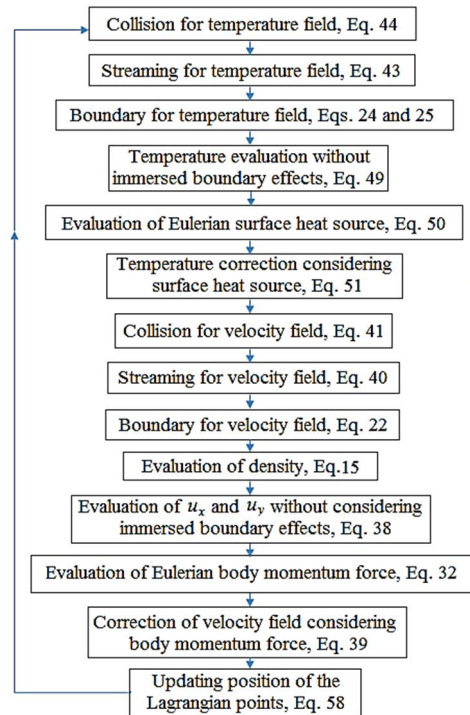 Collision for temperature field, Eq. 44
Streaming for temperature field, Eq. 43
Boundary for temperature field, Eqs. 24 and 25
Temperature evaluation without
immersed boundary effects, Eq. 49
Evaluation of Eulerian surface heat source, Eq. 50
Temperature correction considering
surface heat source, Eq. 51
Collision for velocity field, Eq. 41
Streaming for velocity field, Eq. 40
Boundary for velocity field, Eq. 22
Evaluation of density, Eq.15
Evaluation of u_x and u_y without considering
immersed boundary effects, Eq. 38
Evaluation of Eulerian body momentum force, Eq. 32
Correction of velocity field considering
body momentum force, Eq. 39
Updating position of the
Lagrangian points, Eq. 58